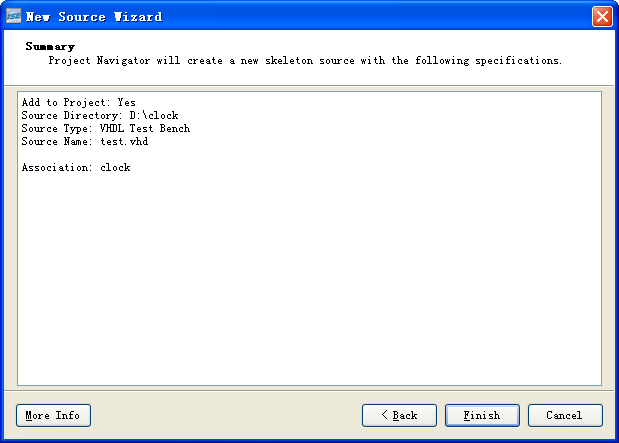 ISE New Source Wizard
Summary
Project Navigator will create a new skeleton source with the following specifications.
Add to Project: Yes
Source Directory: D:\clock
Source Type: VHDL Test Bench
Source Name: test.vhd
Association: clock
More Info
< Back
Finish
Cancel